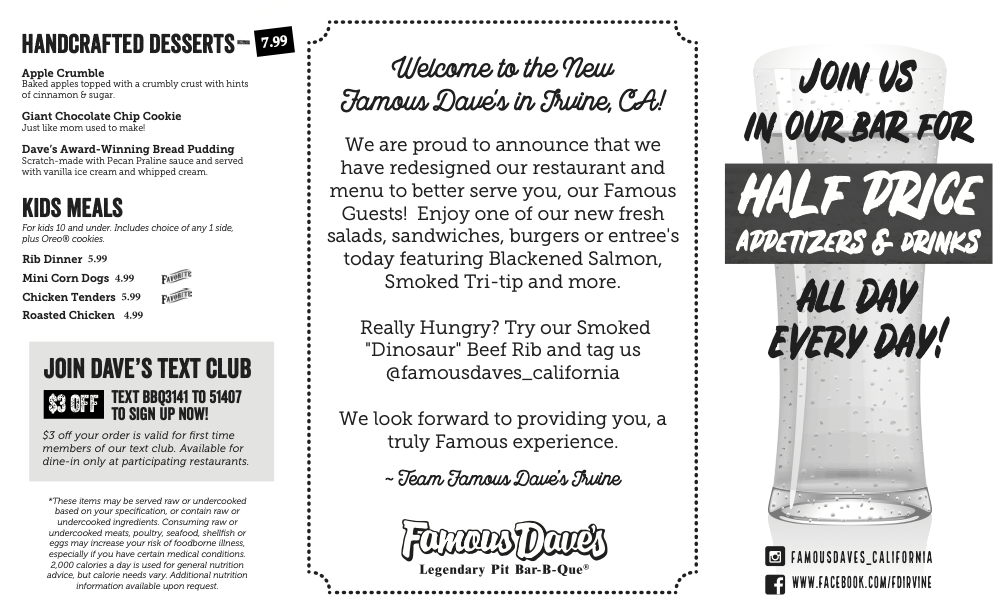 HANDCRAFTED DESSERTS 7.99
Apple Crumble
Baked apples topped with a crumbly crust with hints
of cinnamon & sugar.
Giant Chocolate Chip Cookie
Just like mom used to make!
Dave's Award-Winning Bread Pudding
Scratch-made with Pecan Praline sauce and served
with vanilla ice cream and whipped cream.
KIDS MEALS
For kids 10 and under. Includes choice of any 1 side,
plus Oreo® cookies.
Rib Dinner 5.99
Mini Corn Dogs 4.99 FAVORITE
Chicken Tenders 5.99 FAVORITE
Roasted Chicken 4.99
JOIN DAVE'S TEXT CLUB
$3 OFF
TEXT BBQ3141 TO 51407
TO SIGN UP NOW!
$3 off your order is valid for first time
members of our text club. Available for
dine-in only at participating restaurants.
*These items may be served raw or undercooked
based on your specification, or contain raw or
undercooked ingredients. Consuming raw or
undercooked meats, poultry, seafood, shellfish or
eggs may increase your risk of foodborne illness,
especially if you have certain medical conditions.
2,000 calories a day is used for general nutrition
advice, but calorie needs vary. Additional nutrition
information available upon request.
Welcome to the New
Famous Dave's in Irvine, CA!
We are proud to announce that we
have redesigned our restaurant and
menu to better serve you, our Famous
Guests! Enjoy one of our new fresh
salads, sandwiches, burgers or entree's
today featuring Blackened Salmon,
Smoked Tri-tip and more.
Really Hungry? Try our Smoked
"Dinosaur" Beef Rib and tag us
@famousdaves_california
We look forward to providing you, a
truly Famous experience.
~ Team Famous Dave's Irvine
Famous Dave's
Legendary Pit Bar-B-Que®
JOIN US
IN OUR BAR FOR
HALF PRICE
APPETIZERS & DRINKS
ALL DAY
EVERY DAY!
FAMOUSDAVES_CALIFORNIA
WWW.FACEBOOK.COM/FDIRVINE